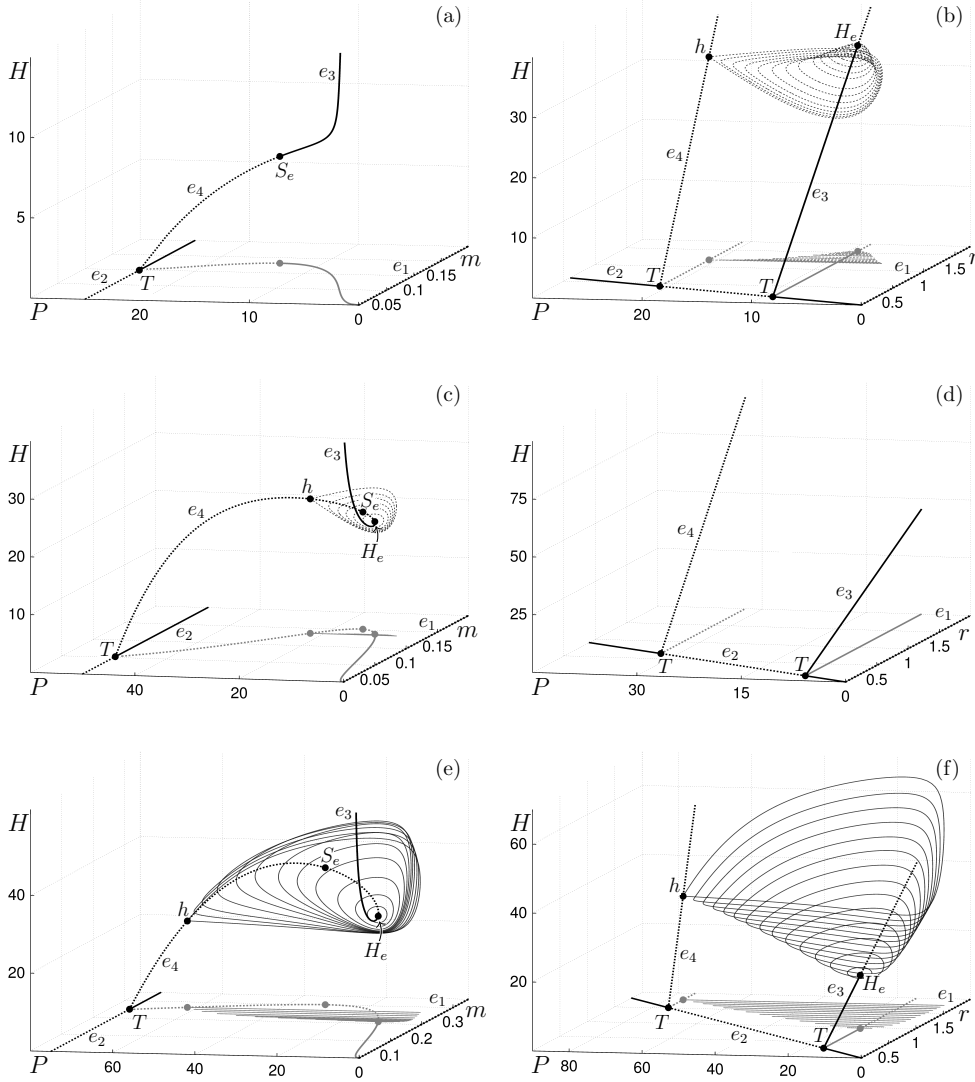 (a)
H
e₃
10
Sₑ
e₄
5
e₂
T
e₁
m
0.15
0.1
0.05
P
20
10
0
(b)
H
h
Hₑ
30
e₄
20
e₃
10
e₂
T
T
e₁
r
1.5
1
0.5
P
20
10
0
(c)
H
e₃
30
h
Sₑ
e₄
20
Hₑ
10
e₂
T
e₁
m
0.15
0.1
0.05
P
40
20
0
(d)
H
75
e₄
50
e₃
25
e₂
T
T
e₁
r
1.5
1
0.5
P
30
15
0
(e)
H
e₃
Sₑ
40
h
Hₑ
e₄
20
e₂
T
e₁
m
0.3
0.2
0.1
P
60
40
20
0
(f)
H
60
h
40
e₄
20
e₃
Hₑ
e₂
T
T
e₁
r
1.5
1
0.5
P
80
60
40
20
0